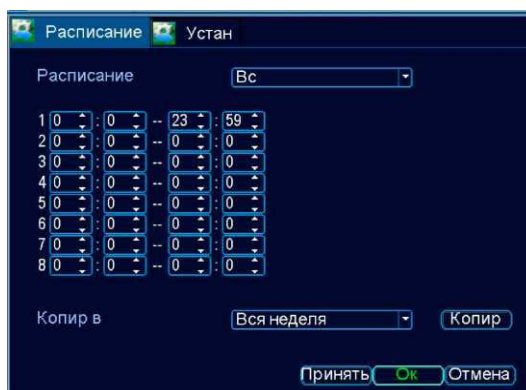 Расписание Устан
Расписание Вс
1 0 : 0 -- 23 : 59
2 0 : 0 -- 0 : 0
3 0 : 0 -- 0 : 0
4 0 : 0 -- 0 : 0
5 0 : 0 -- 0 : 0
6 0 : 0 -- 0 : 0
7 0 : 0 -- 0 : 0
8 0 : 0 -- 0 : 0
Копир в Вся неделя Копир
Принять Ок Отмена